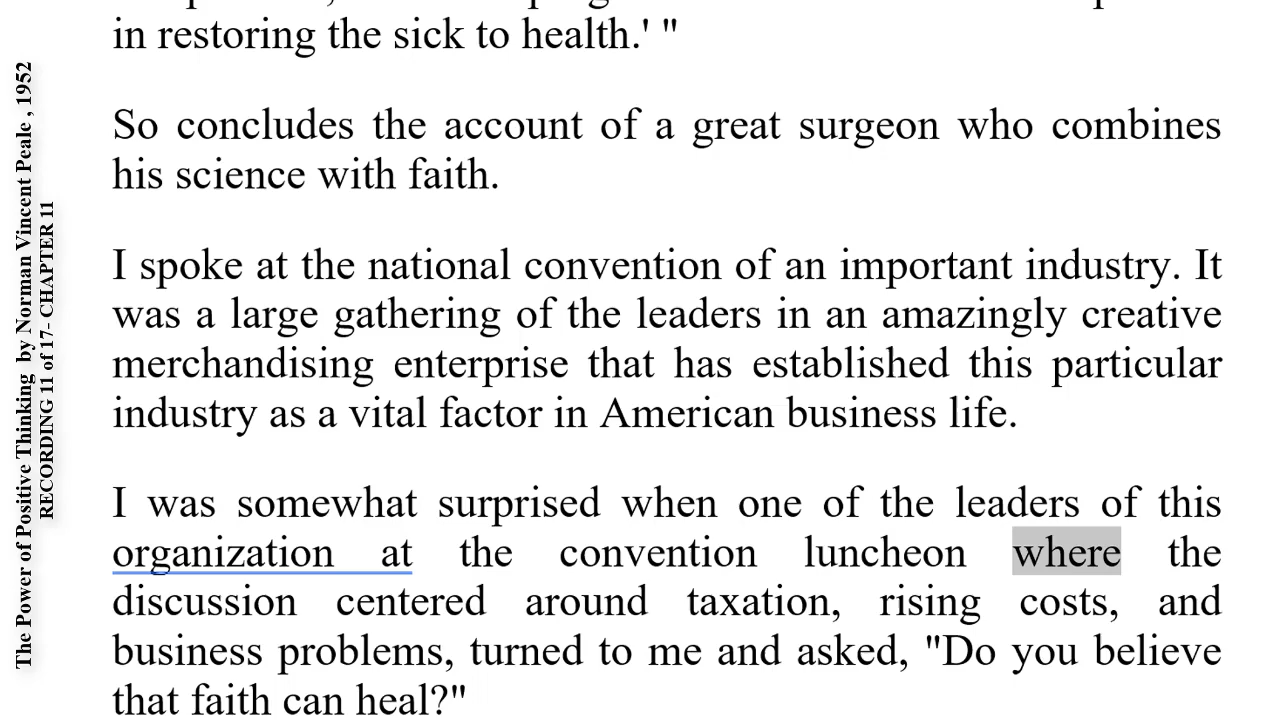 in restoring the sick to health.' "
So concludes the account of a great surgeon who combines
his science with faith.
I spoke at the national convention of an important industry. It
was a large gathering of the leaders in an amazingly creative
merchandising enterprise that has established this particular
industry as a vital factor in American business life.
I was somewhat surprised when one of the leaders of this
organization at the convention luncheon where the
discussion centered around taxation, rising costs, and
business problems, turned to me and asked, "Do you believe
that faith can heal?"
The Power of Positive Thinking by Norman Vincent Peale , 1952
RECORDING 11 of 17- CHAPTER 11